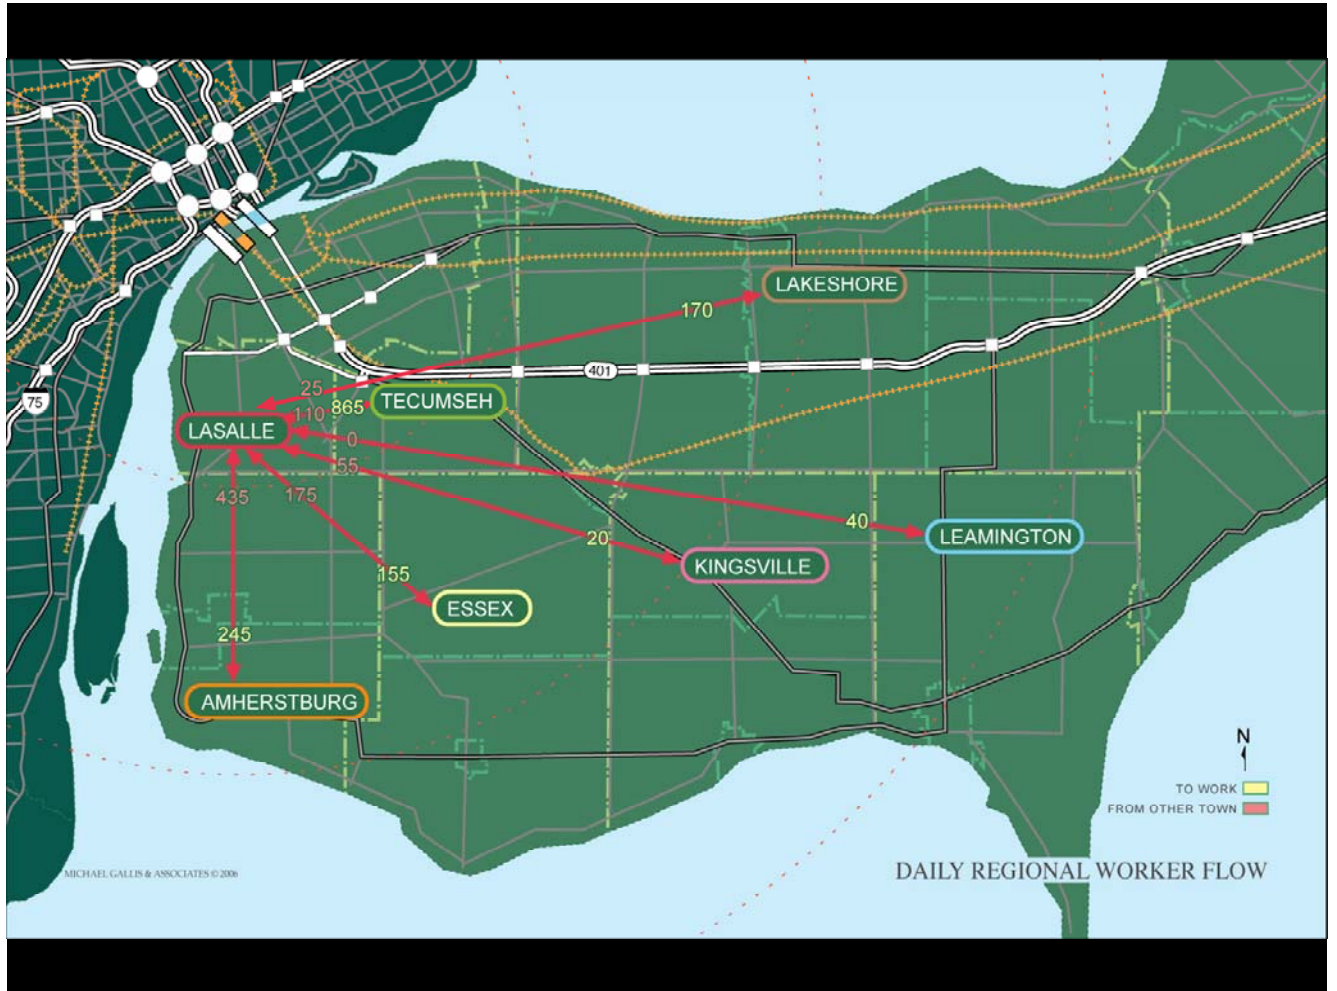 LAKESHORE
170
401
75
25
TECUMSEH
110
865
LASALLE
0
55
435
175
40
20
LEAMINGTON
KINGSVILLE
155
ESSEX
245
AMHERSTBURG
N
TO WORK
FROM OTHER TOWN
MICHAEL GALLIS & ASSOCIATES © 2006
DAILY REGIONAL WORKER FLOW